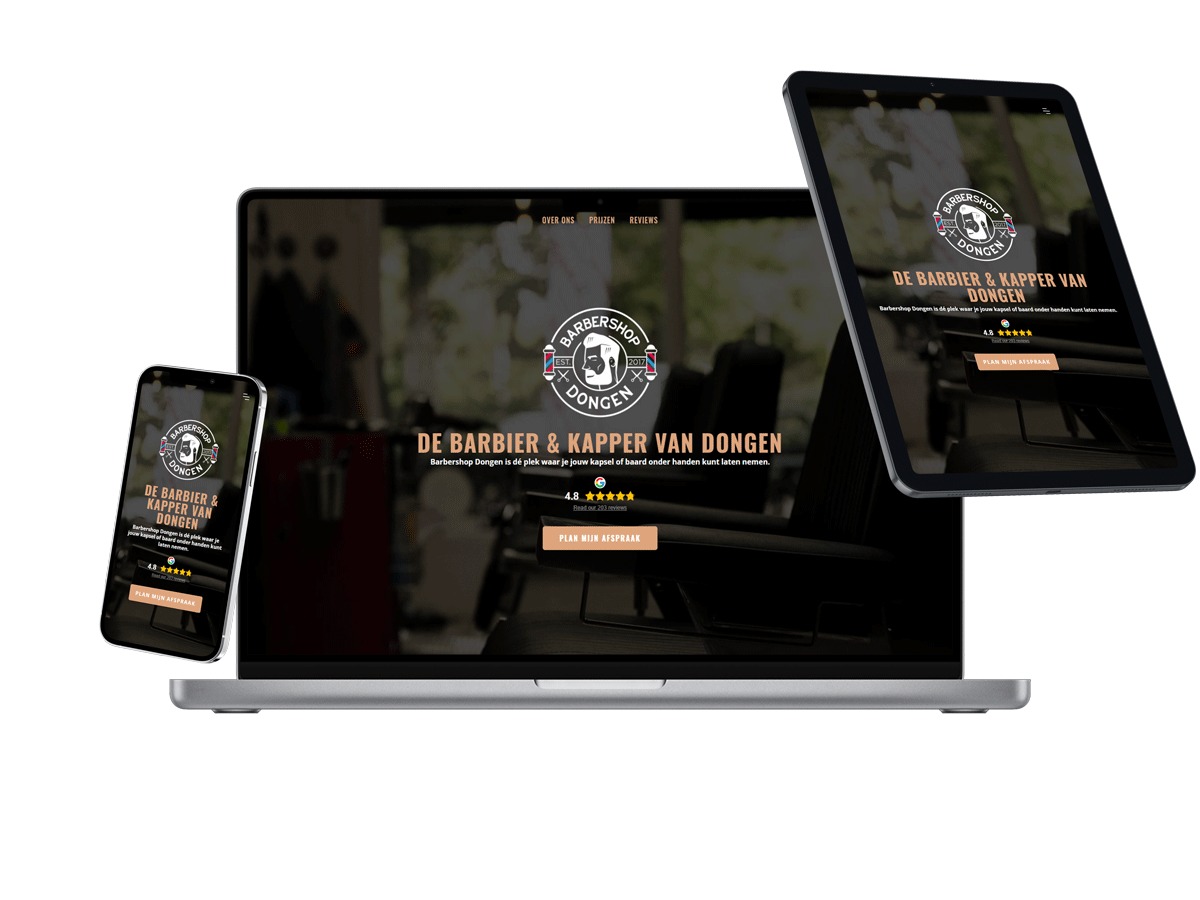 OVER ONS PRIJZEN REVIEWS
BARBERSHOP
EST. 2017
DONGEN
DE BARBIER & KAPPER VAN DONGEN
Barbershop Dongen is dé plek waar je jouw kapsel of baard onder handen kunt laten nemen.
4.8
Read our 203 reviews
PLAN MIJN AFSPRAAK
BARBERSHOP
DONGEN
DE BARBIER & KAPPER VAN
DONGEN
Barbershop Dongen is dé plek waar je jouw kapsel of baard onder handen kunt laten nemen.
4.8
Read our 203 reviews
PLAN MIJN AFSPRAAK
BARBERSHOP
DONGEN
DE BARBIER &
KAPPER VAN
DONGEN
Barbershop Dongen is dé plek waar je
jouw kapsel of baard onder handen kunt
laten nemen.
4.8
Read our 203 reviews
PLAN MIJN AFSPRAAK